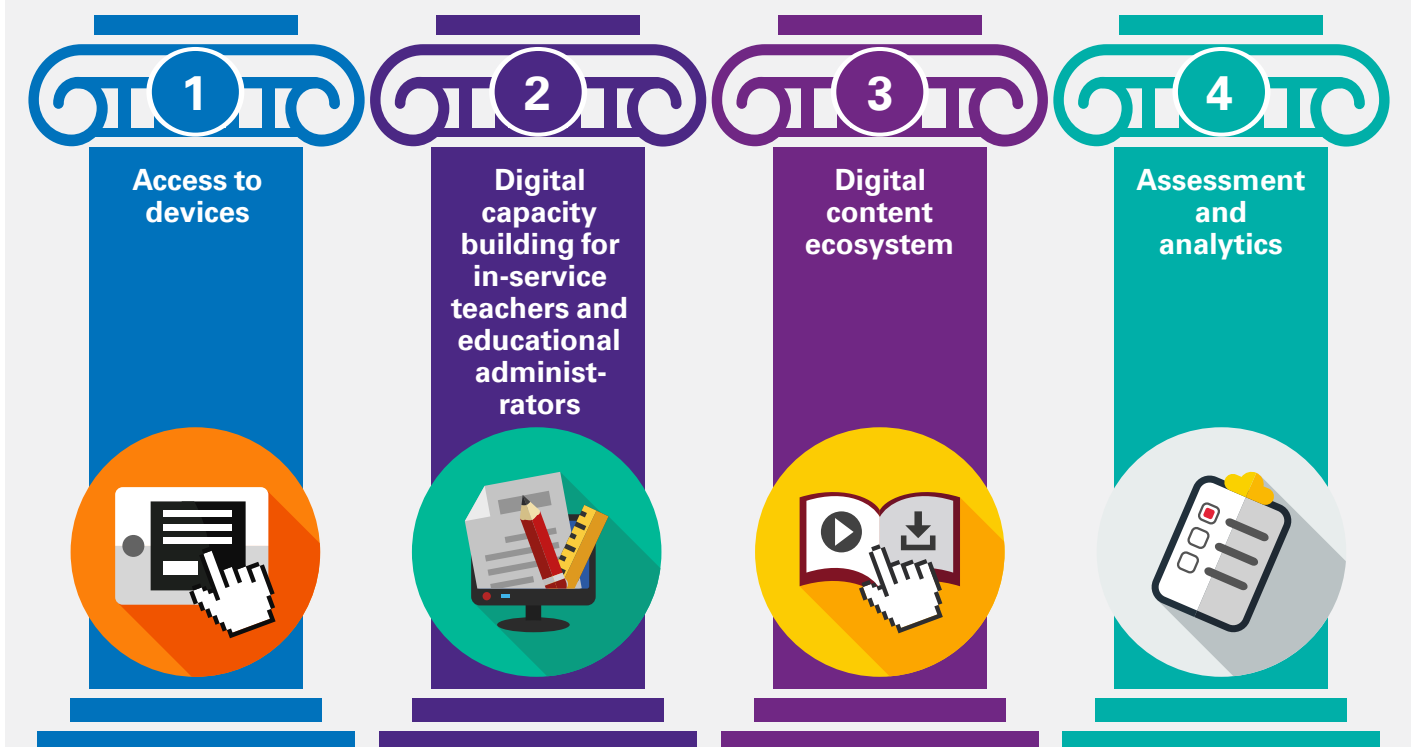 1
Access to
devices
2
Digital
capacity
building for
in-service
teachers and
educational
administ-
rators
3
Digital
content
ecosystem
4
Assessment
and
analytics